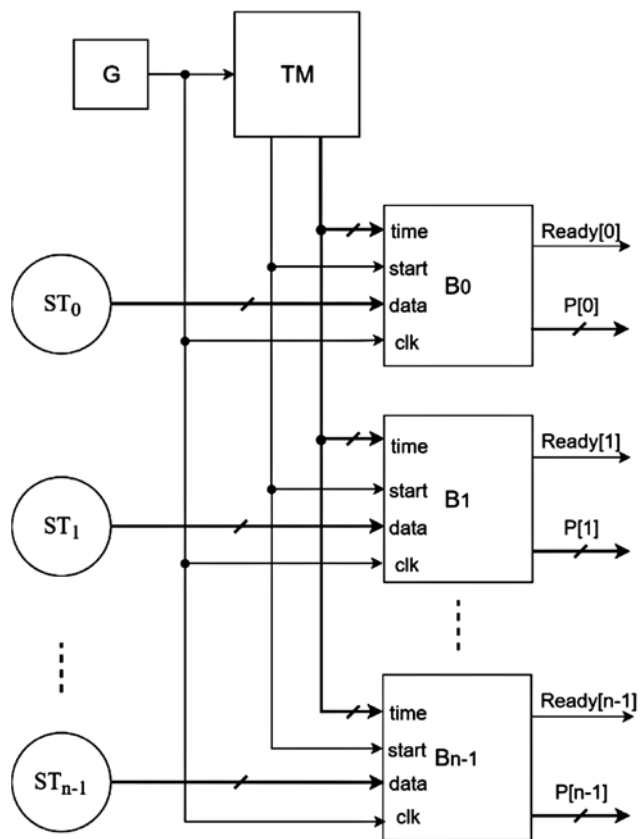 G
TM
time
start
data
clk
B0
Ready[0]
P[0]
ST0
time
start
data
clk
B1
Ready[1]
P[1]
ST1
time
start
data
clk
Bn-1
Ready[n-1]
P[n-1]
STn-1